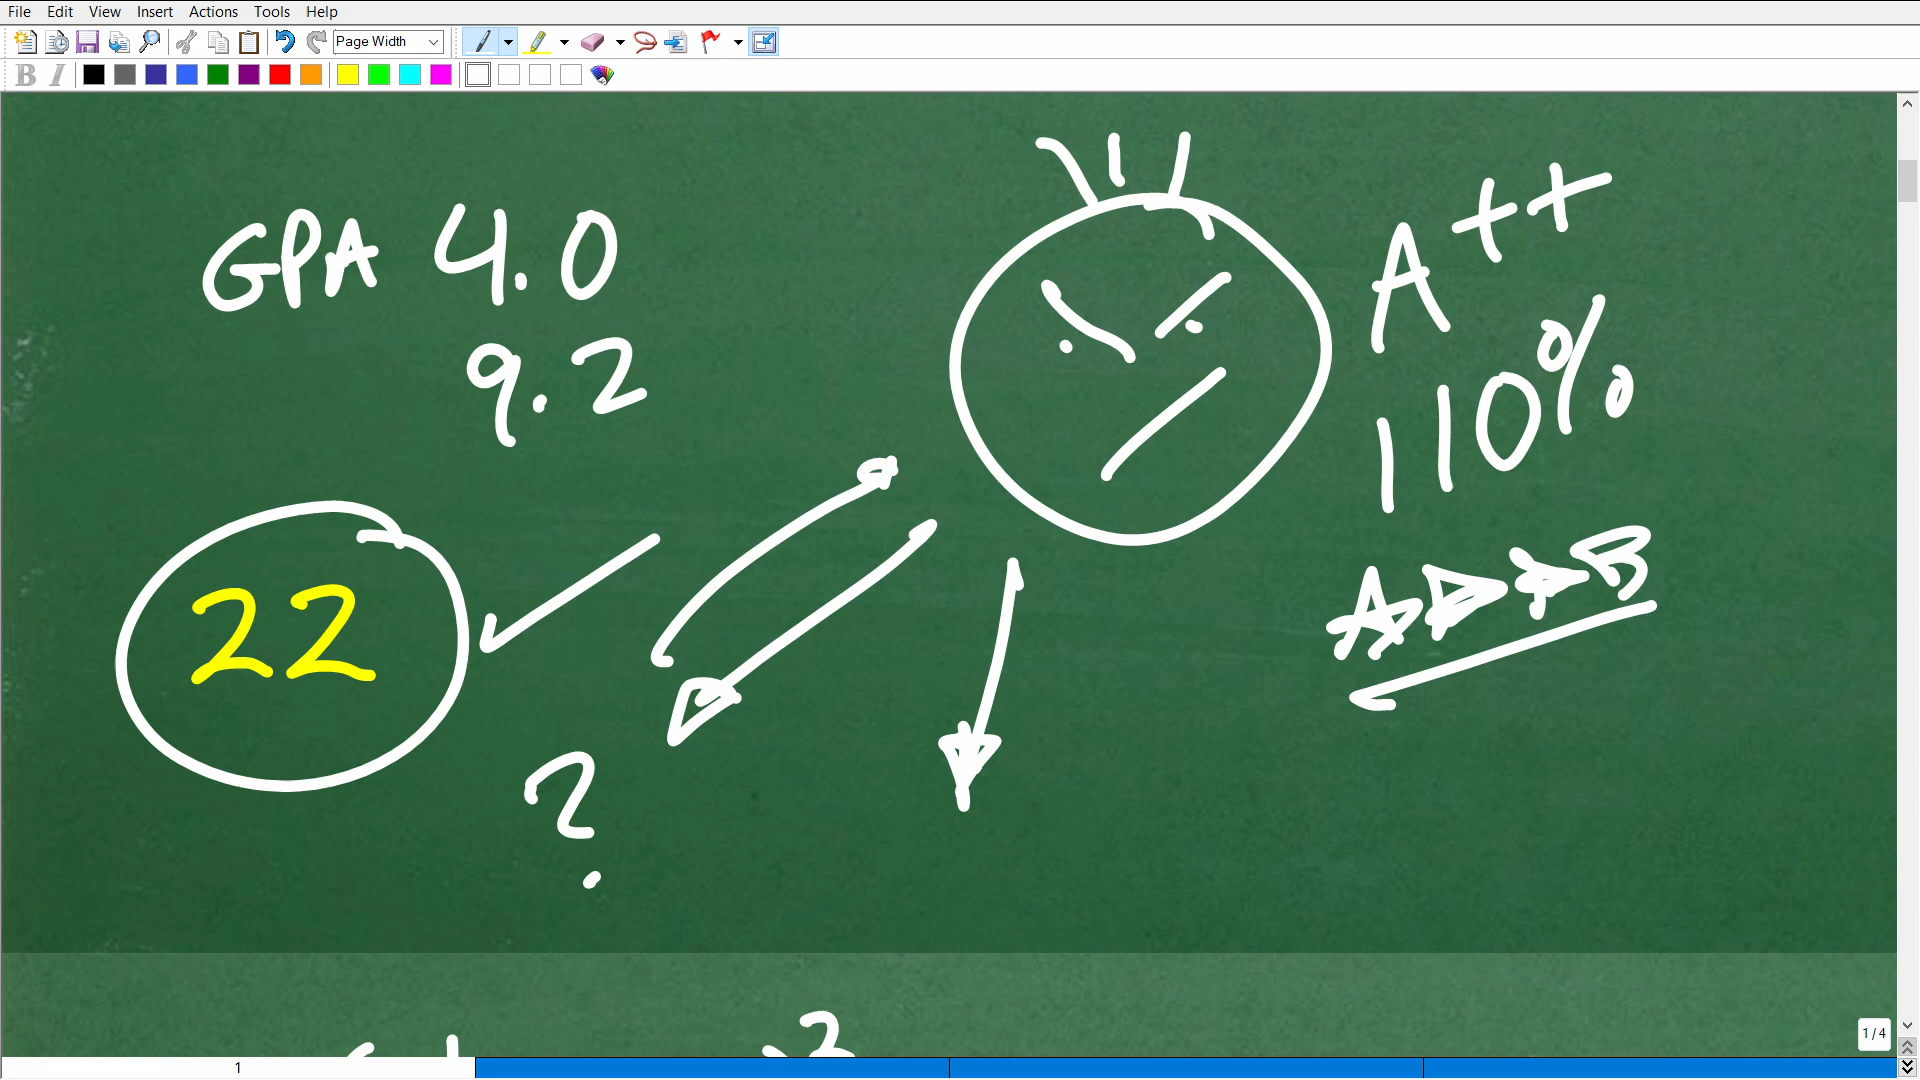 File Edit View Insert Actions Tools Help
Page Width
B I
GPA 4.0
9.2
A++
110%
22
?
1 / 4
1